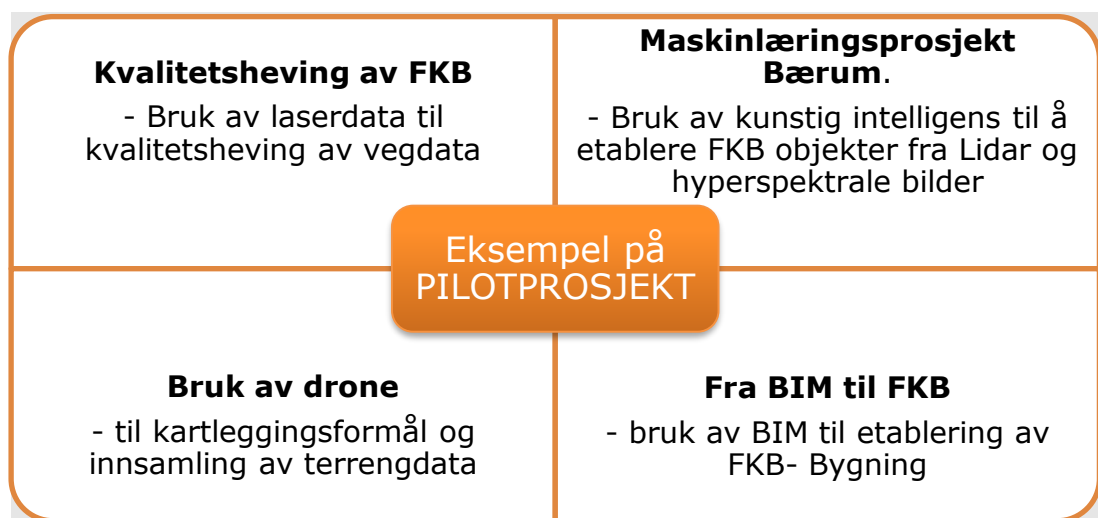 Kvalitetsheving av FKB
- Bruk av laserdata til
kvalitetsheving av vegdata
Maskinlæringsprosjekt
Bærum.
- Bruk av kunstig intelligens til å
etablere FKB objekter fra Lidar og
hyperspektrale bilder
Eksempel på
PILOTPROSJEKT
Bruk av drone
- til kartleggingsformål og
innsamling av terrengdata
Fra BIM til FKB
- bruk av BIM til etablering av
FKB- Bygning